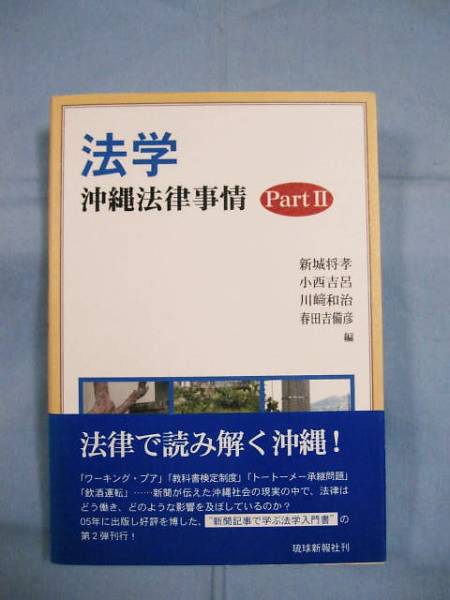 法学
沖縄法律事情 Part II
新城将孝
小西吉呂
川﨑和治
春田吉備彦
編
法律で読み解く沖縄！
「ワーキング・プア」「教科書検定制度」「トートーメー承継問題」
「飲酒運転」……新聞が伝えた沖縄社会の現実の中で、法律は
どう働き、どのような影響を及ぼしているのか？
05年に出版し好評を博した、“新聞記事で学ぶ法学入門書”の
第２弾刊行！
琉球新報社刊